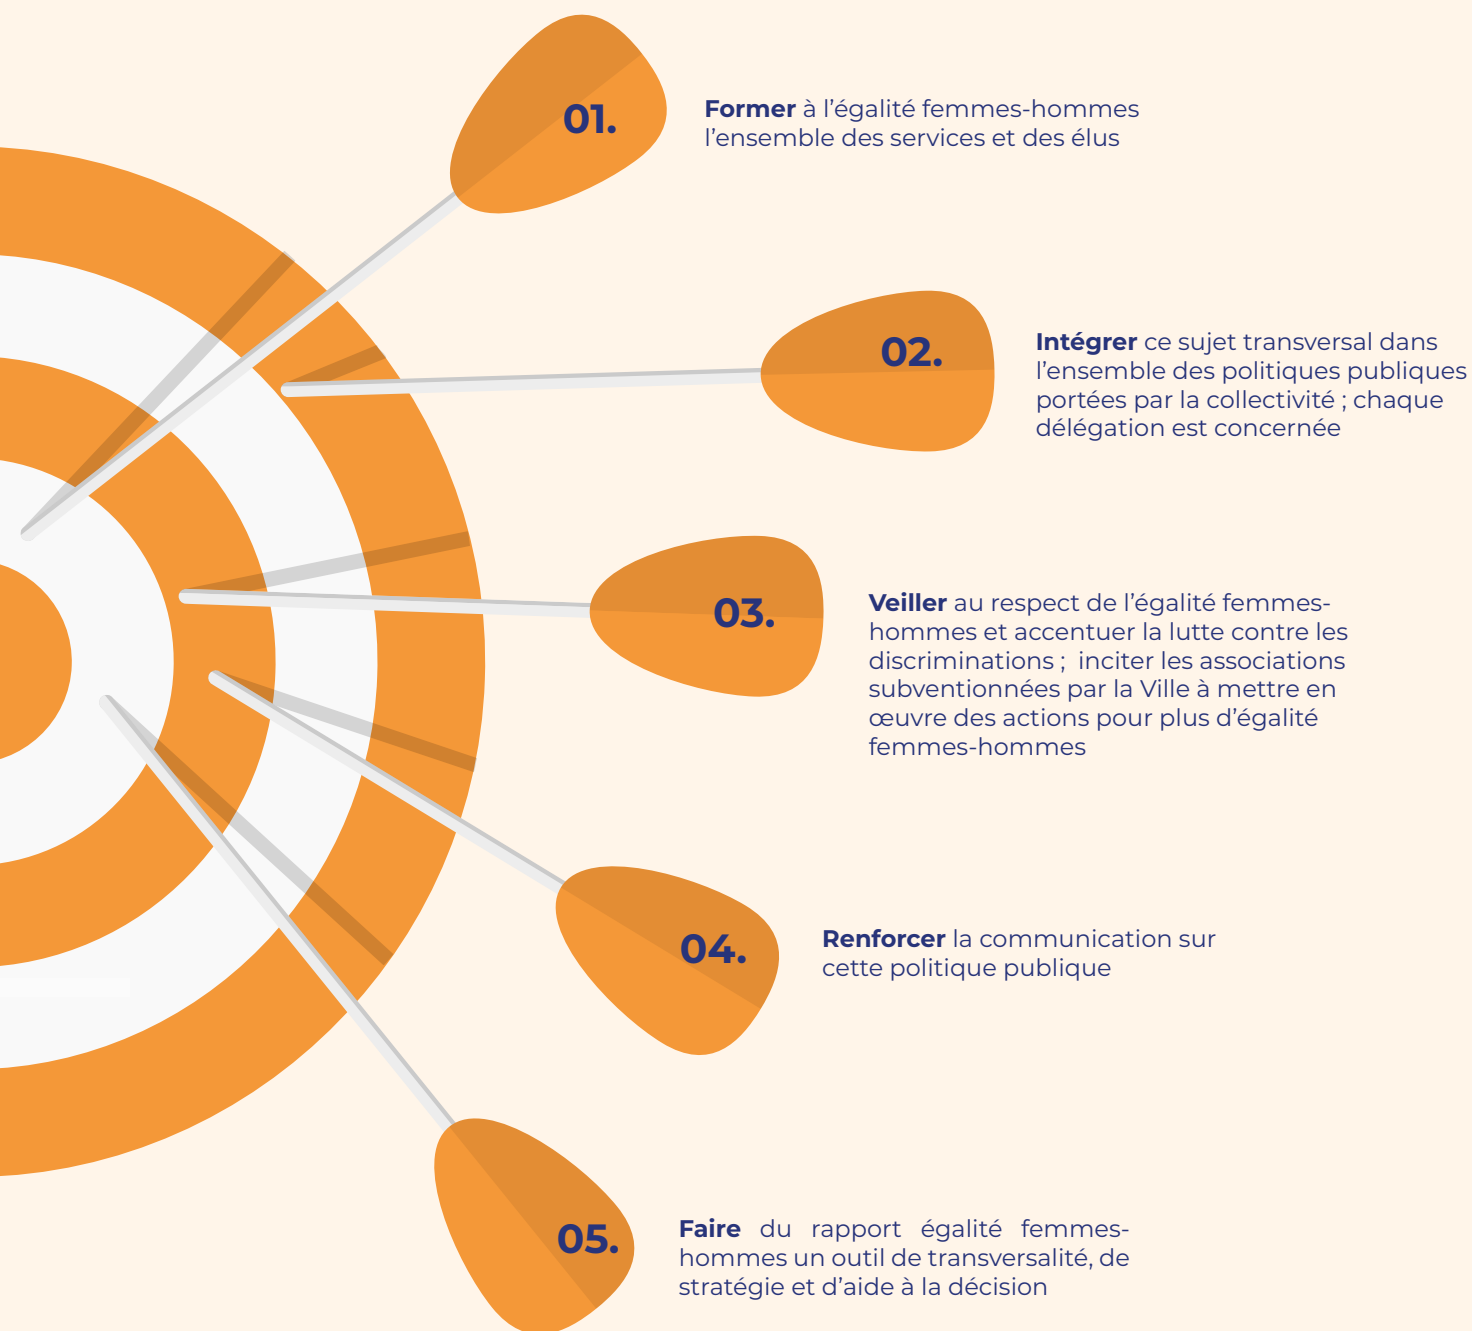 01.
Former à l’égalité femmes-hommes
l’ensemble des services et des élus
02.
Intégrer ce sujet transversal dans
l’ensemble des politiques publiques
portées par la collectivité ; chaque
délégation est concernée
03.
Veiller au respect de l’égalité femmes-
hommes et accentuer la lutte contre les
discriminations ;  inciter les associations
subventionnées par la Ville à mettre en
œuvre des actions pour plus d’égalité
femmes-hommes
04.
Renforcer la communication sur
cette politique publique
05.
Faire du rapport égalité femmes-
hommes un outil de transversalité, de
stratégie et d’aide à la décision